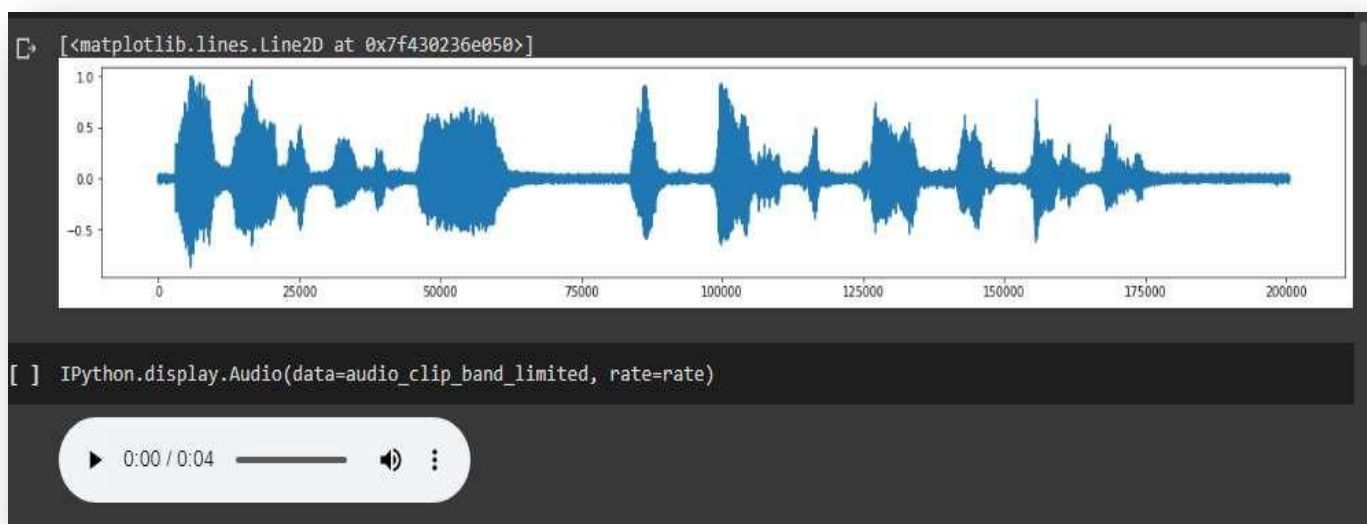 [<matplotlib.lines.Line2D at 0x7f430236e050>]
1.0
0.5
0.0
−0.5
0 25000 50000 75000 100000 125000 150000 175000 200000
[ ] IPython.display.Audio(data=audio_clip_band_limited, rate=rate)
0:00 / 0:04